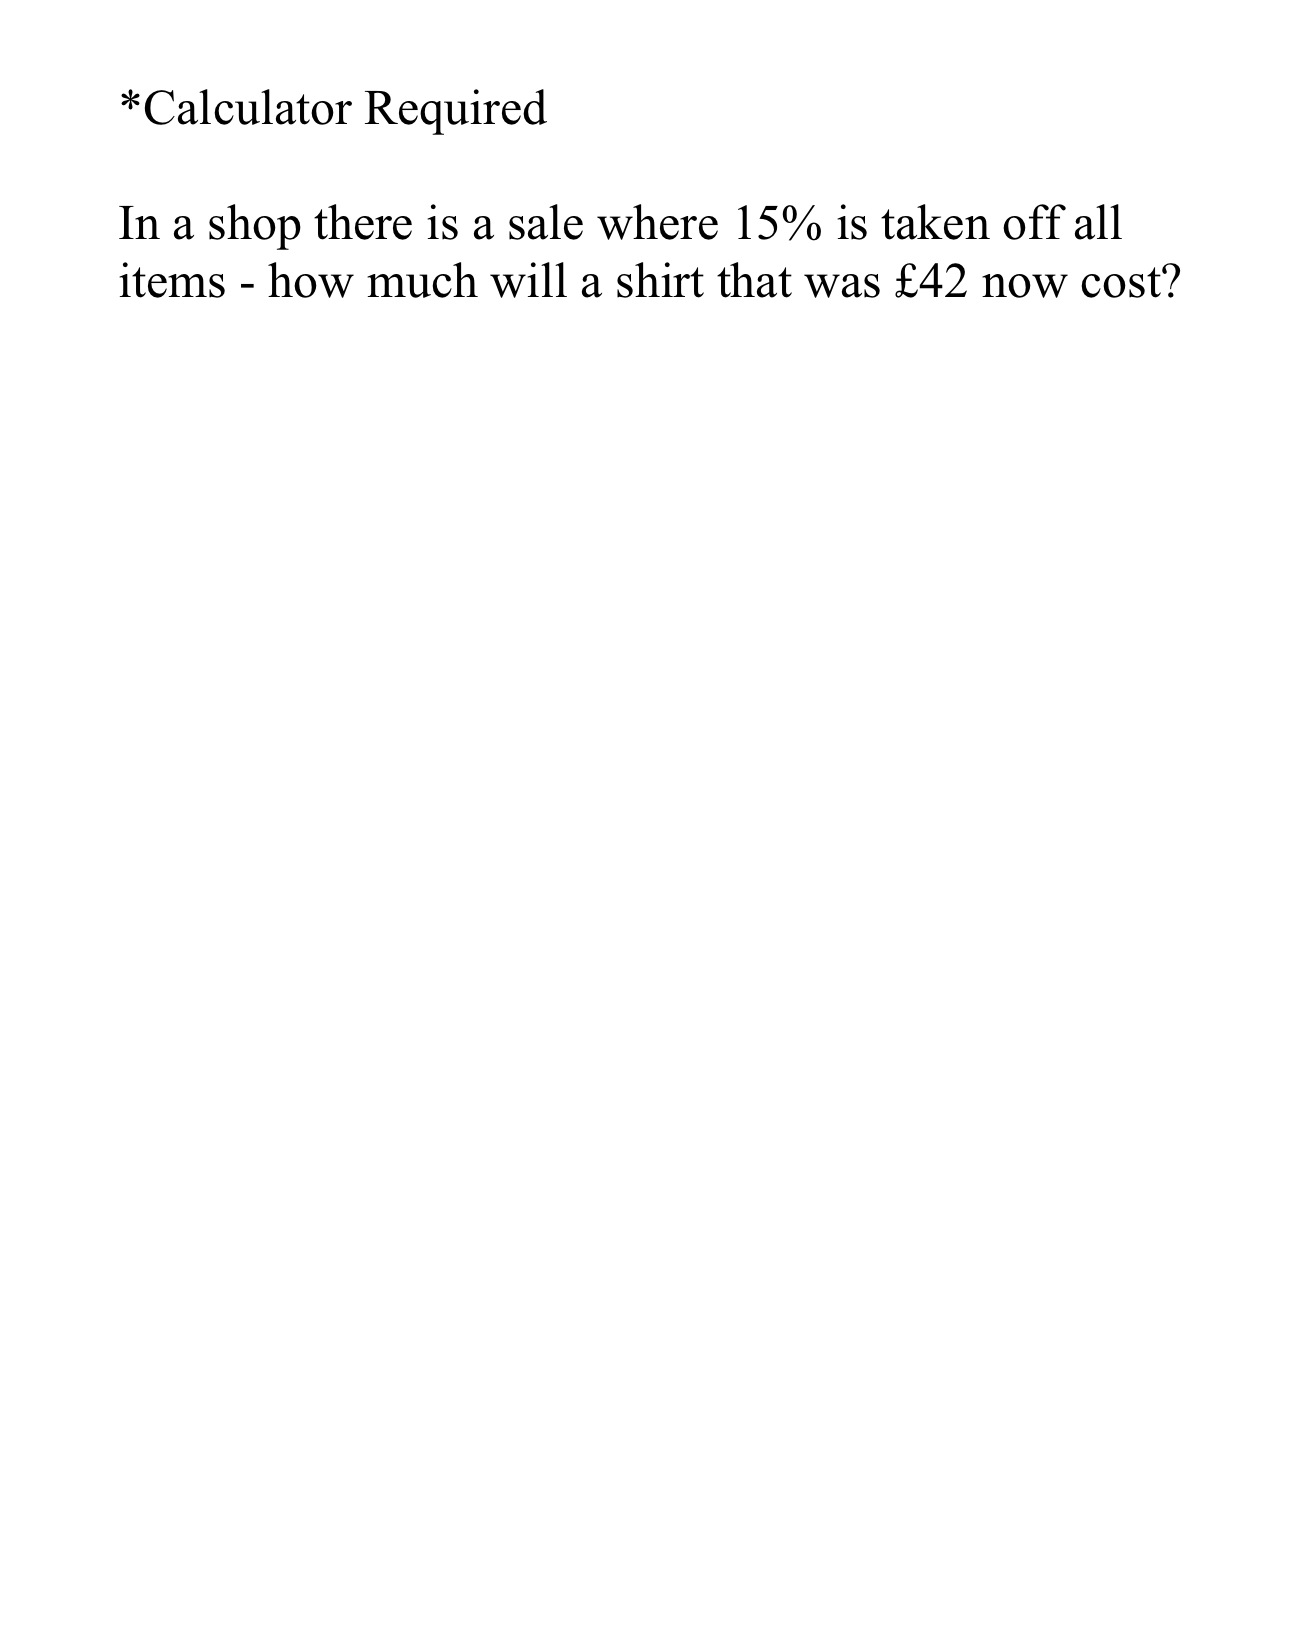 *Calculator Required
In a shop there is a sale where 15% is taken off all
items - how much will a shirt that was £42 now cost?